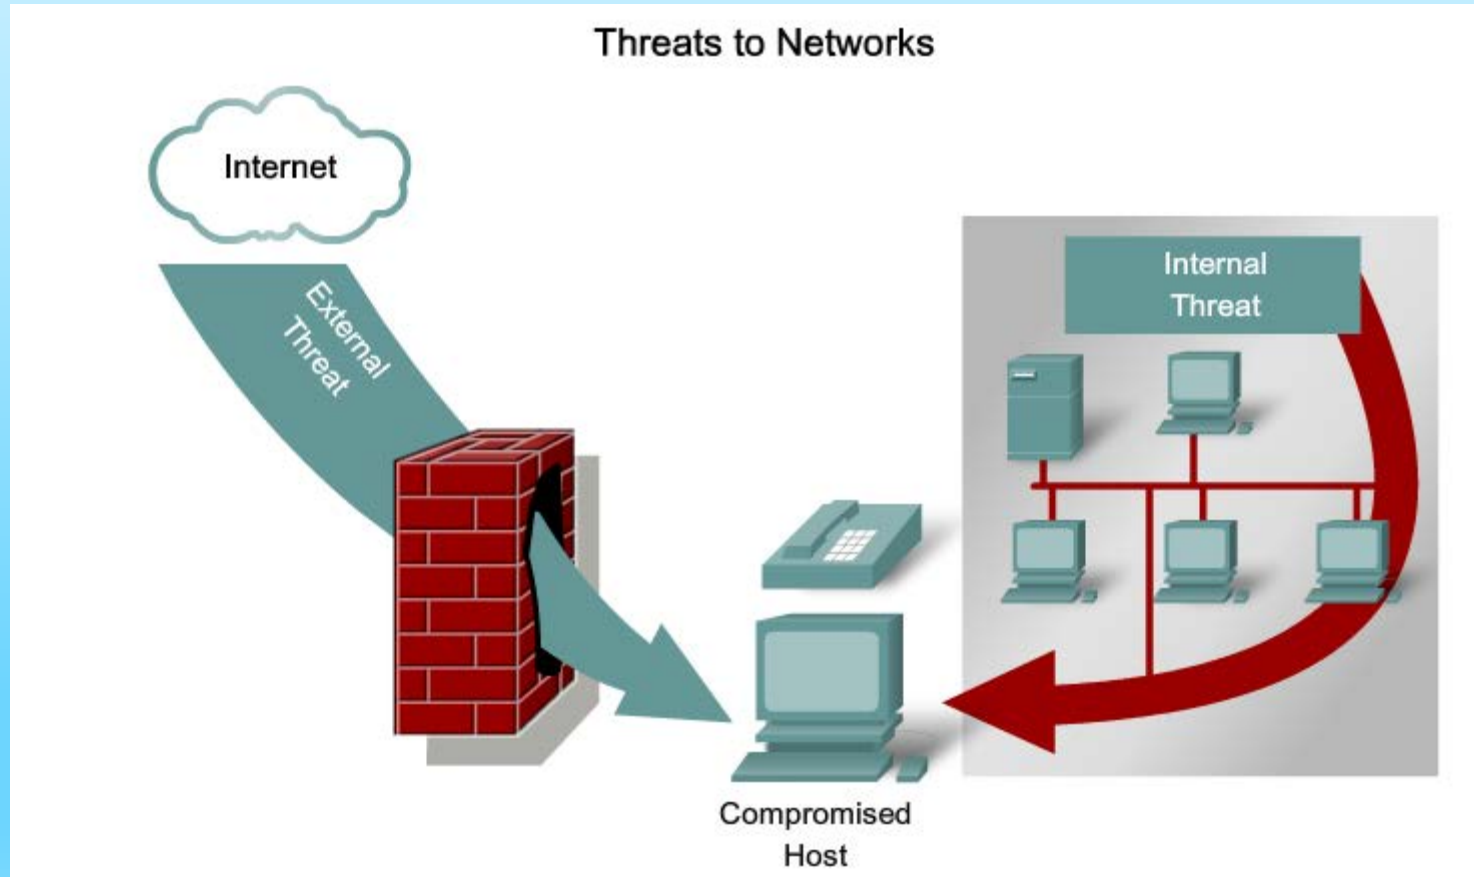 Threats to Networks
Internet
External
Threat
Internal
Threat
Compromised
Host